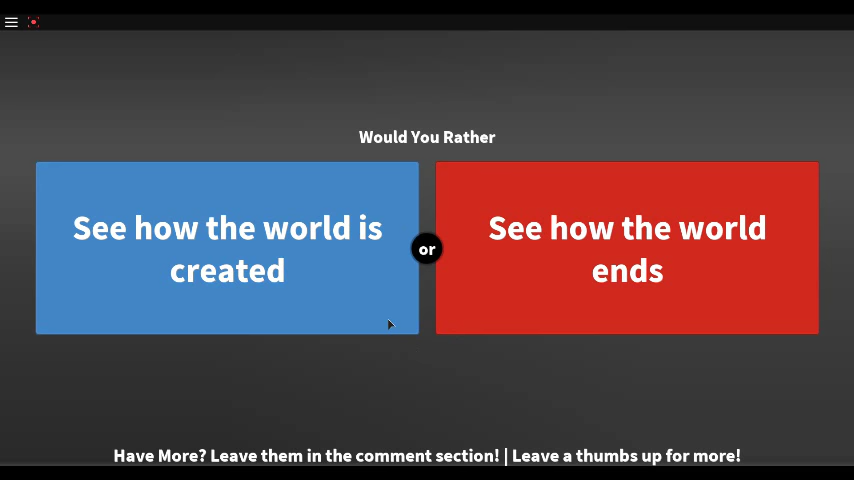 Would You Rather
See how the world is
created
or
See how the world
ends
Have More? Leave them in the comment section! | Leave a thumbs up for more!